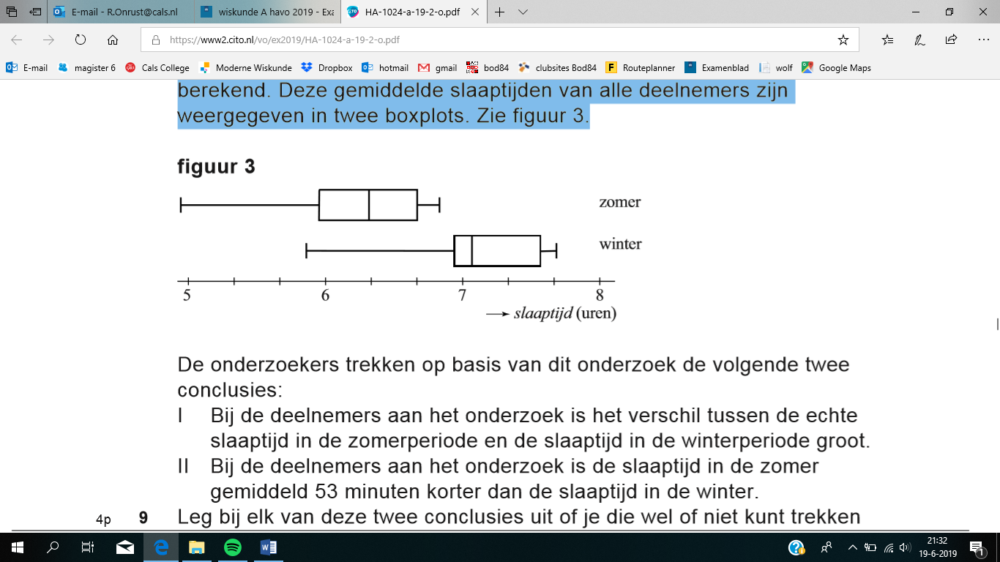 E-mail - R.Onrust@cals.nl
wiskunde A havo 2019 - Exa
HA-1024-a-19-2-o.pdf
https://www2.cito.nl/vo/ex2019/HA-1024-a-19-2-o.pdf
E-mail magister 6 Cals College Moderne Wiskunde Dropbox hotmail gmail bod84 clubsites Bod84 F Routeplanner Examenblad wolf Google Maps
berekend. Deze gemiddelde slaaptijden van alle deelnemers zijn
weergegeven in twee boxplots. Zie figuur 3.
figuur 3
zomer
winter
5 6 7 8
slaaptijd (uren)
De onderzoekers trekken op basis van dit onderzoek de volgende twee
conclusies:
I Bij de deelnemers aan het onderzoek is het verschil tussen de echte
slaaptijd in de zomerperiode en de slaaptijd in de winterperiode groot.
II Bij de deelnemers aan het onderzoek is de slaaptijd in de zomer
gemiddeld 53 minuten korter dan de slaaptijd in de winter.
4p 9 Leg bij elk van deze twee conclusies uit of je die wel of niet kunt trekken
21:32
19-6-2019
1